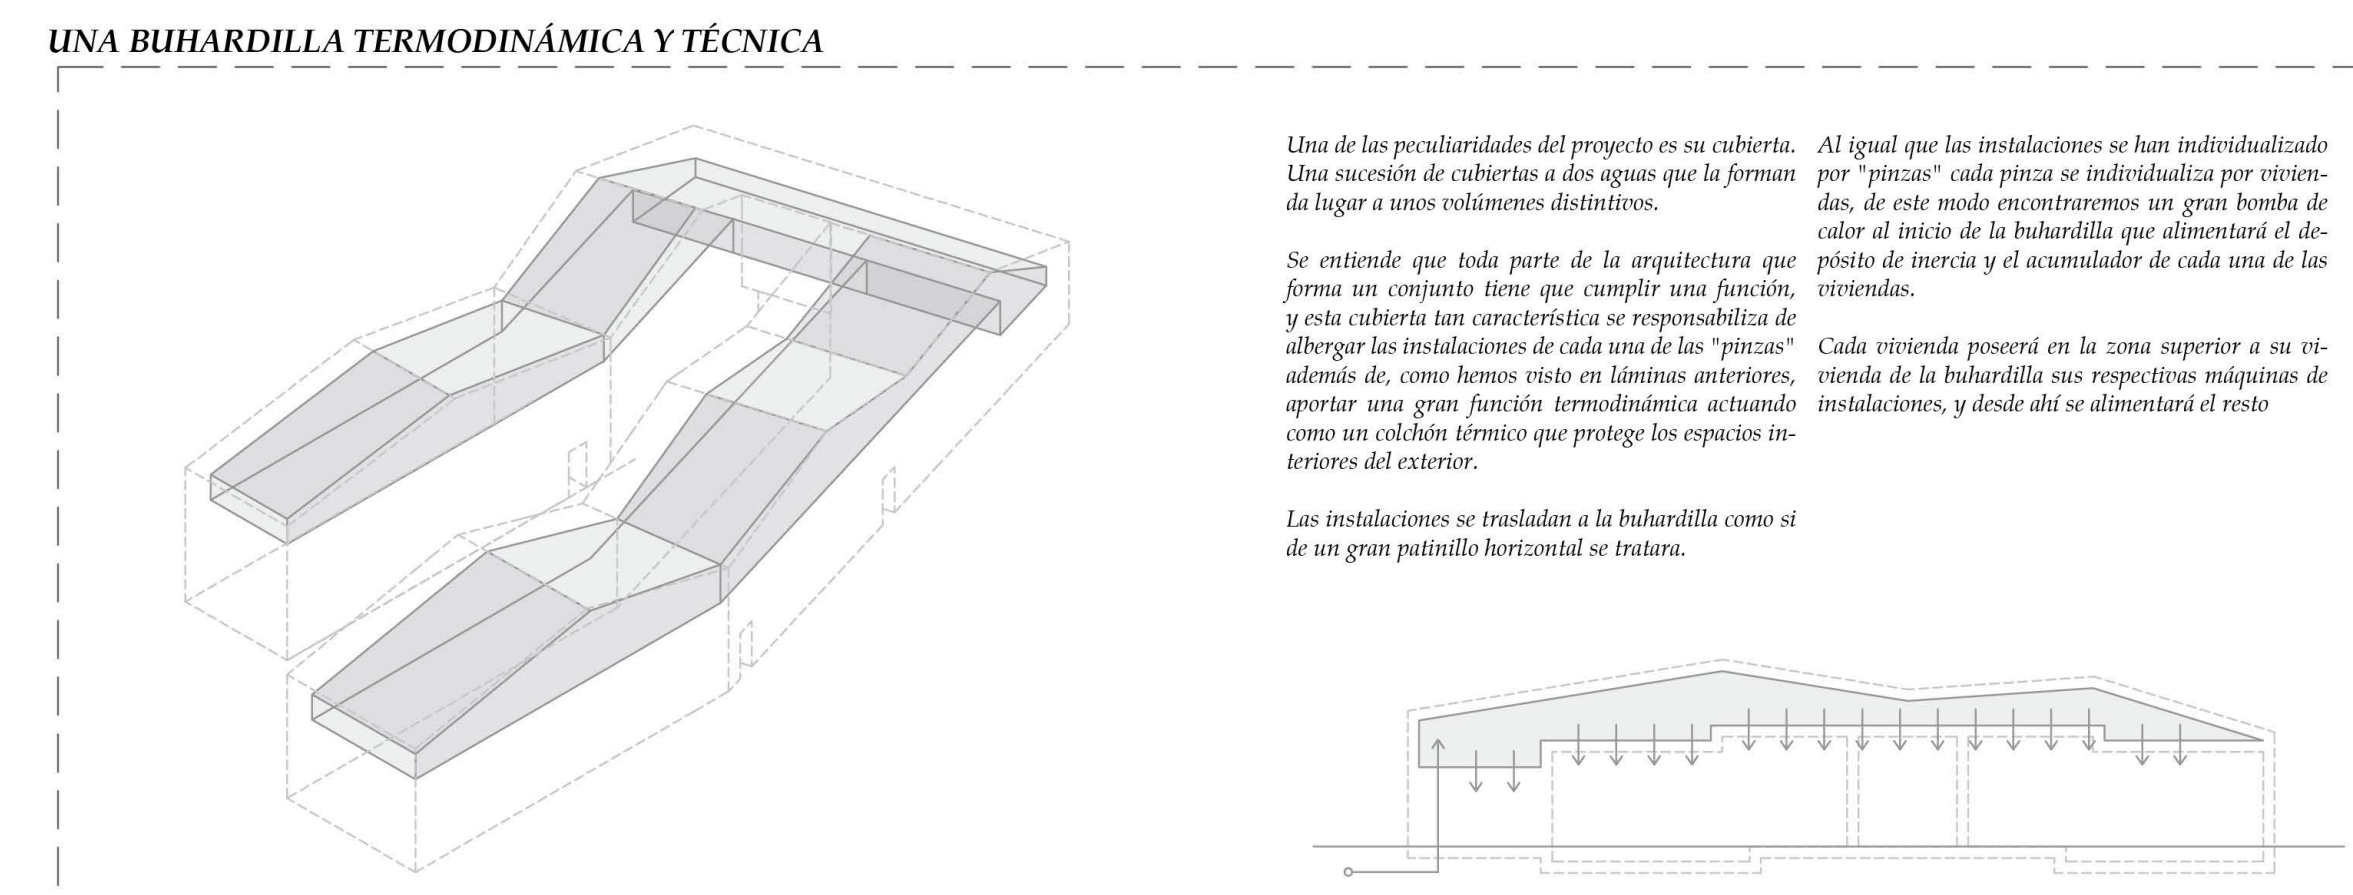 UNA BUHARDILLA TERMODINÁMICA Y TÉCNICA
Una de las peculiaridades del proyecto es su cubierta.
Una sucesión de cubiertas a dos aguas que la forman
da lugar a unos volúmenes distintivos.
Se entiende que toda parte de la arquitectura que
forma un conjunto tiene que cumplir una función,
y esta cubierta tan característica se responsabiliza de
albergar las instalaciones de cada una de las "pinzas"
además de, como hemos visto en láminas anteriores,
aportar una gran función termodinámica actuando
como un colchón térmico que protege los espacios in-
teriores del exterior.
Las instalaciones se trasladan a la buhardilla como si
de un gran patinillo horizontal se tratara.
Al igual que las instalaciones se han individualizado
por "pinzas" cada pinza se individualiza por vivien-
das, de este modo encontraremos un gran bomba de
calor al inicio de la buhardilla que alimentará el de-
pósito de inercia y el acumulador de cada una de las
viviendas.
Cada vivienda poseerá en la zona superior a su vi-
vienda de la buhardilla sus respectivas máquinas de
instalaciones, y desde ahí se alimentará el resto